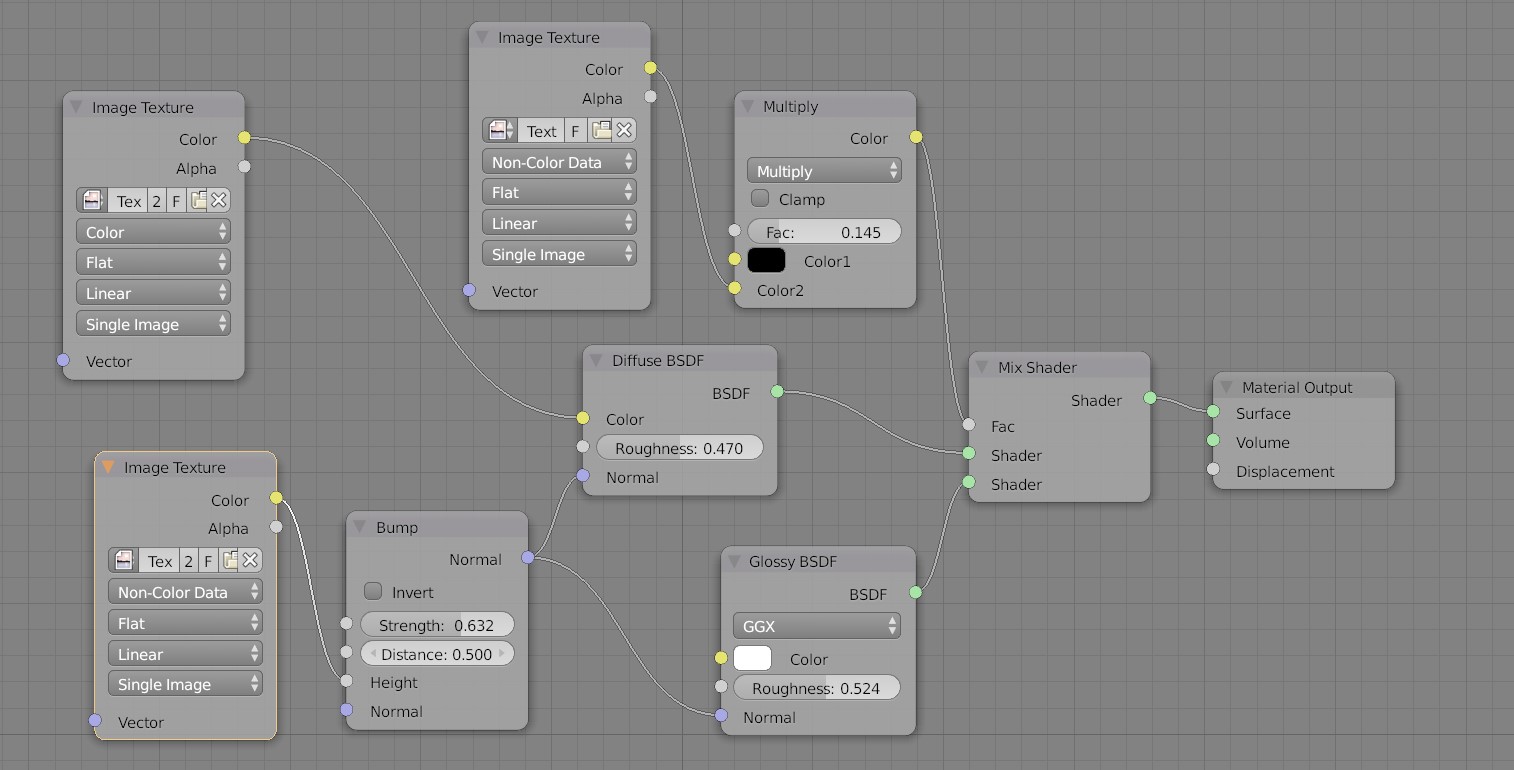 Image Texture
Color
Alpha
Tex 2 F
Color
Flat
Linear
Single Image
Vector
Image Texture
Color
Alpha
Text F
Non-Color Data
Flat
Linear
Single Image
Vector
Multiply
Color
Multiply
Clamp
Fac: 0.145
Color1
Color2
Diffuse BSDF
BSDF
Color
Roughness: 0.470
Normal
Mix Shader
Shader
Fac
Shader
Shader
Material Output
Surface
Volume
Displacement
Image Texture
Color
Alpha
Tex 2 F
Non-Color Data
Flat
Linear
Single Image
Vector
Bump
Normal
Invert
Strength: 0.632
Distance: 0.500
Height
Normal
Glossy BSDF
BSDF
GGX
Color
Roughness: 0.524
Normal